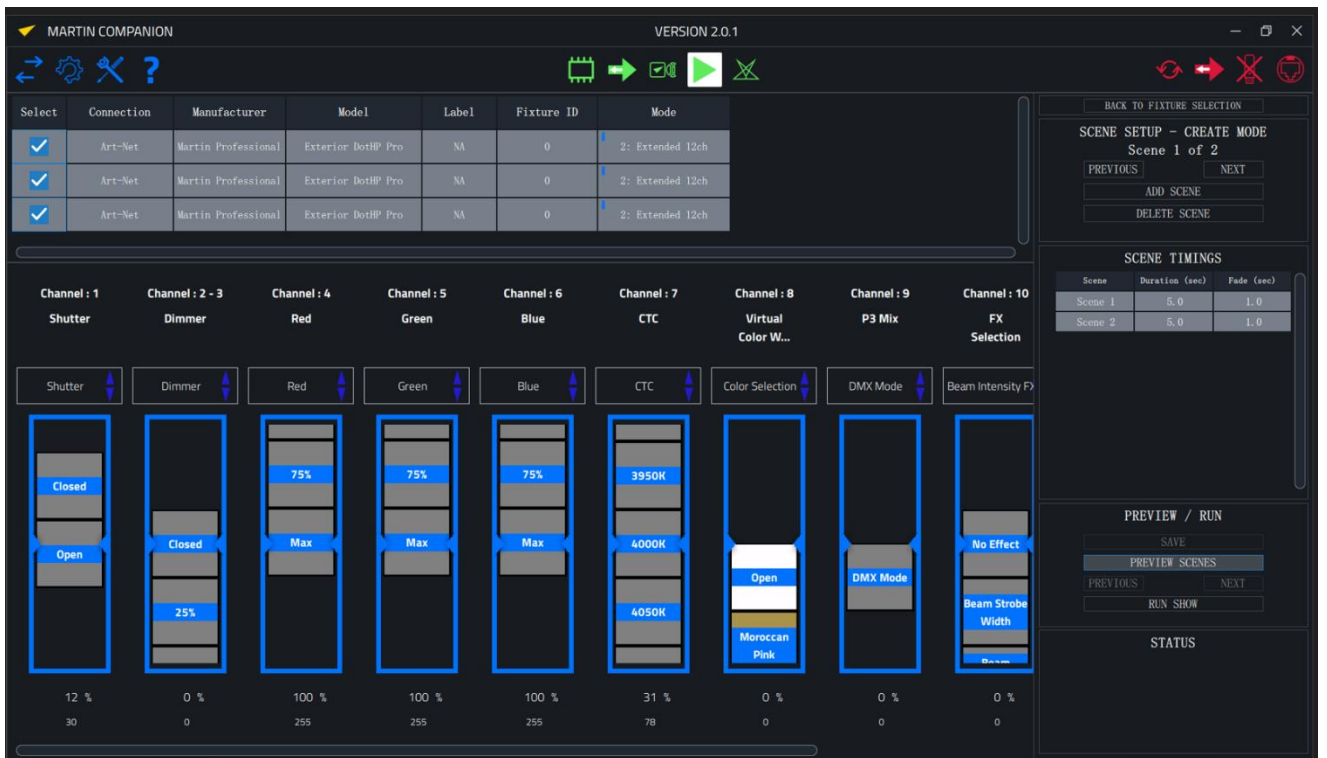 MARTIN COMPANION
VERSION 2.0.1
?
Select Connection Manufacturer Model Label Fixture ID Mode
Art-Net Martin Professional Exterior DotHP Pro NA 0 2: Extended 12ch
Art-Net Martin Professional Exterior DotHP Pro NA 0 2: Extended 12ch
Art-Net Martin Professional Exterior DotHP Pro NA 0 2: Extended 12ch
Channel : 1 Channel : 2 - 3 Channel : 4 Channel : 5 Channel : 6 Channel : 7 Channel : 8 Channel : 9 Channel : 10
Shutter Dimmer Red Green Blue CTC Virtual P3 Mix FX
Color W... Selection
Shutter Dimmer Red Green Blue CTC Color Selection DMX Mode Beam Intensity FX
75% 75% 75% 3950K
Closed
Closed Max Max Max 4000K No Effect
Open
Open DMX Mode
25% 4050K Beam Strobe
Width
Moroccan
Pink
Beam
12 % 0 % 100 % 100 % 100 % 31 % 0 % 0 % 0 %
30 0 255 255 255 78 0 0 0
BACK TO FIXTURE SELECTION
SCENE SETUP - CREATE MODE
Scene 1 of 2
PREVIOUS NEXT
ADD SCENE
DELETE SCENE
SCENE TIMINGS
Scene Duration (sec) Fade (sec)
Scene 1 5.0 1.0
Scene 2 5.0 1.0
PREVIEW / RUN
SAVE
PREVIEW SCENES
PREVIOUS NEXT
RUN SHOW
STATUS